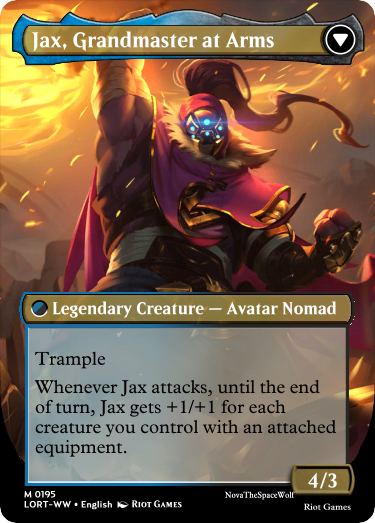 Jax, Grandmaster at Arms
Legendary Creature — Avatar Nomad
Trample
Whenever Jax attacks, until the end
of turn, Jax gets +1/+1 for each
creature you control with an attached
equipment.
4/3
M 0195
NovaTheSpaceWolf
LORT-WW • English Riot Games
Riot Games